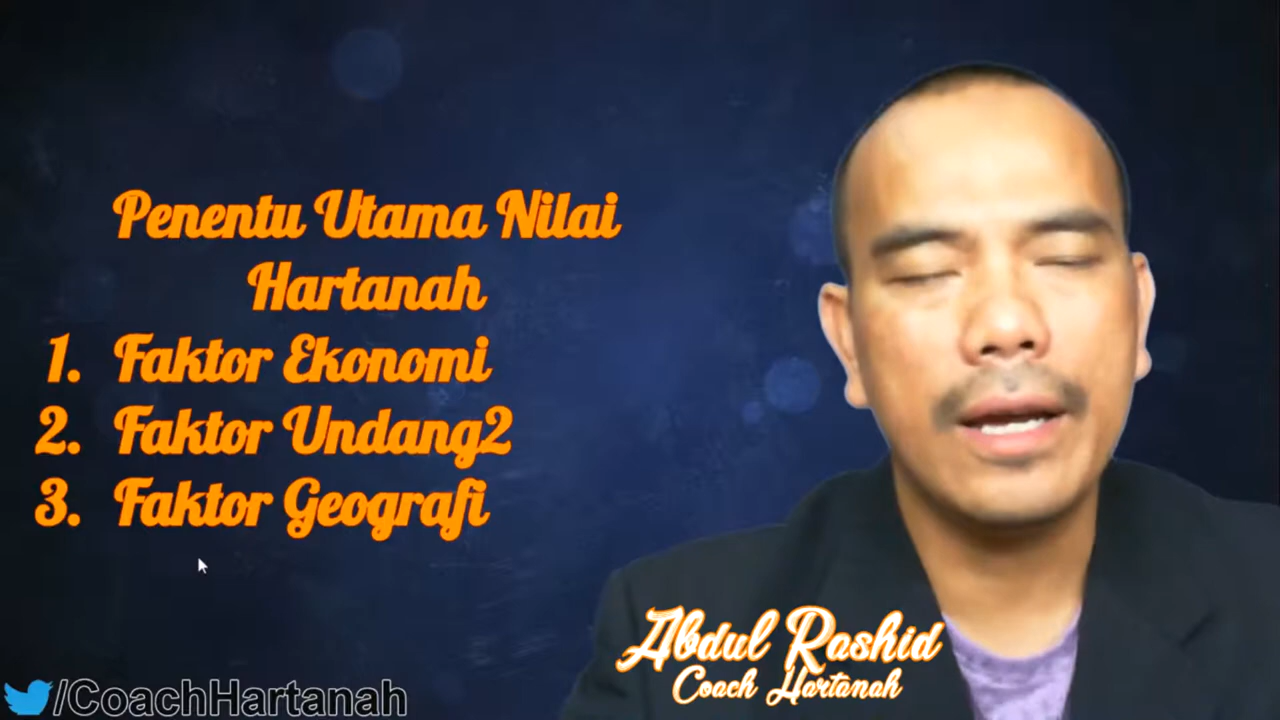 Penentu Utama Nilai
Hartanah
1. Faktor Ekonomi
2. Faktor Undang2
3. Faktor Geografi
Abdul Rashid
Coach Hartanah
/CoachHartanah